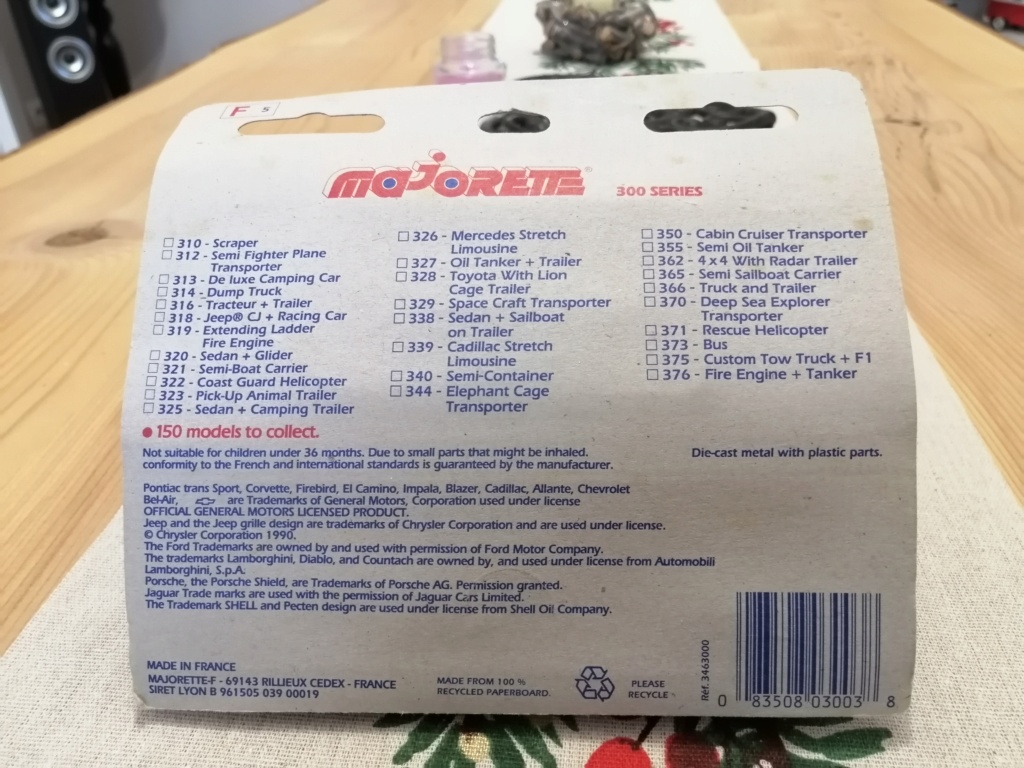 F S
MAJORETTE 300 SERIES
310 - Scraper
312 - Semi Fighter Plane
Transporter
313 - De luxe Camping Car
314 - Dump Truck
316 - Tracteur + Trailer
318 - Jeep® CJ + Racing Car
319 - Extending Ladder
Fire Engine
320 - Sedan + Glider
321 - Semi-Boat Carrier
322 - Coast Guard Helicopter
323 - Pick-Up Animal Trailer
325 - Sedan + Camping Trailer
326 - Mercedes Stretch
Limousine
327 - Oil Tanker + Trailer
328 - Toyota With Lion
Cage Trailer
329 - Space Craft Transporter
338 - Sedan + Sailboat
on Trailer
339 - Cadillac Stretch
Limousine
340 - Semi-Container
344 - Elephant Cage
Transporter
350 - Cabin Cruiser Transporter
355 - Semi Oil Tanker
362 - 4x4 With Radar Trailer
365 - Semi Sailboat Carrier
366 - Truck and Trailer
370 - Deep Sea Explorer
Transporter
371 - Rescue Helicopter
373 - Bus
375 - Custom Tow Truck + F1
376 - Fire Engine + Tanker
● 150 models to collect.
Not suitable for children under 36 months. Due to small parts that might be inhaled.
conformity to the French and international standards is guaranteed by the manufacturer.
Die-cast metal with plastic parts.
Pontiac trans Sport, Corvette, Firebird, El Camino, Impala, Blazer, Cadillac, Allante, Chevrolet
Bel-Air, are Trademarks of General Motors, Corporation used under license
OFFICIAL GENERAL MOTORS LICENSED PRODUCT.
Jeep and the Jeep grille design are trademarks of Chrysler Corporation and are used under license.
© Chrysler Corporation 1990.
The Ford Trademarks are owned by and used with permission of Ford Motor Company.
The trademarks Lamborghini, Diablo, and Countach are owned by, and used under license from Automobili
Lamborghini, S.p.A.
Porsche, the Porsche Shield, are Trademarks of Porsche AG. Permission granted.
Jaguar Trade marks are used with the permission of Jaguar Cars Limited.
The Trademark SHELL and Pecten design are used under license from Shell Oil Company.
MADE IN FRANCE
MAJORETTE-F - 69143 RILLIEUX CEDEX - FRANCE
SIRET LYON B 961505 039 00019
MADE FROM 100 %
RECYCLED PAPERBOARD.
PLEASE
RECYCLE
Réf. 3463000
0 83508 03003 8